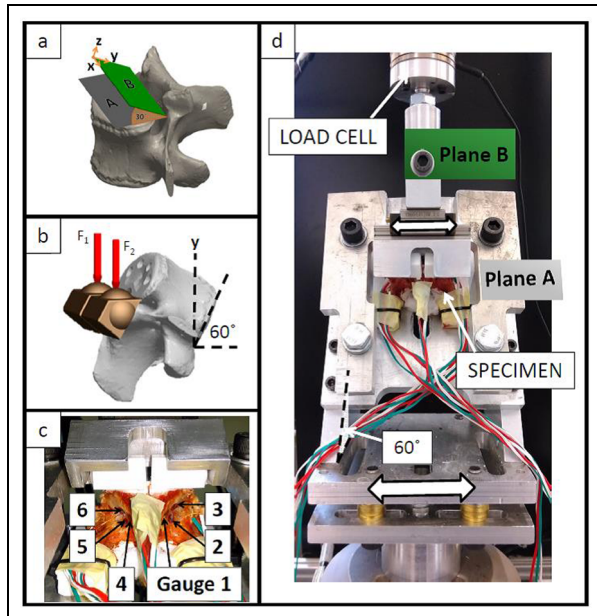 a
z
x
y
A
B
30
b
F1
F2
y
60°
c
6
5
4
3
2
Gauge 1
d
LOAD CELL
Plane B
Plane A
SPECIMEN
60°